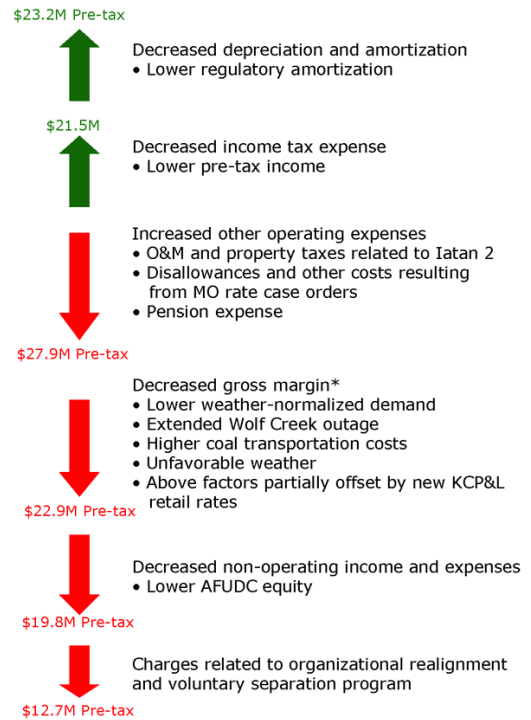 $23.2M Pre-tax
Decreased depreciation and amortization
• Lower regulatory amortization
$21.5M
Decreased income tax expense
• Lower pre-tax income
Increased other operating expenses
• O&M and property taxes related to Iatan 2
• Disallowances and other costs resulting
from MO rate case orders
• Pension expense
$27.9M Pre-tax
Decreased gross margin*
• Lower weather-normalized demand
• Extended Wolf Creek outage
• Higher coal transportation costs
• Unfavorable weather
• Above factors partially offset by new KCP&L
retail rates
$22.9M Pre-tax
Decreased non-operating income and expenses
• Lower AFUDC equity
$19.8M Pre-tax
Charges related to organizational realignment
and voluntary separation program
$12.7M Pre-tax